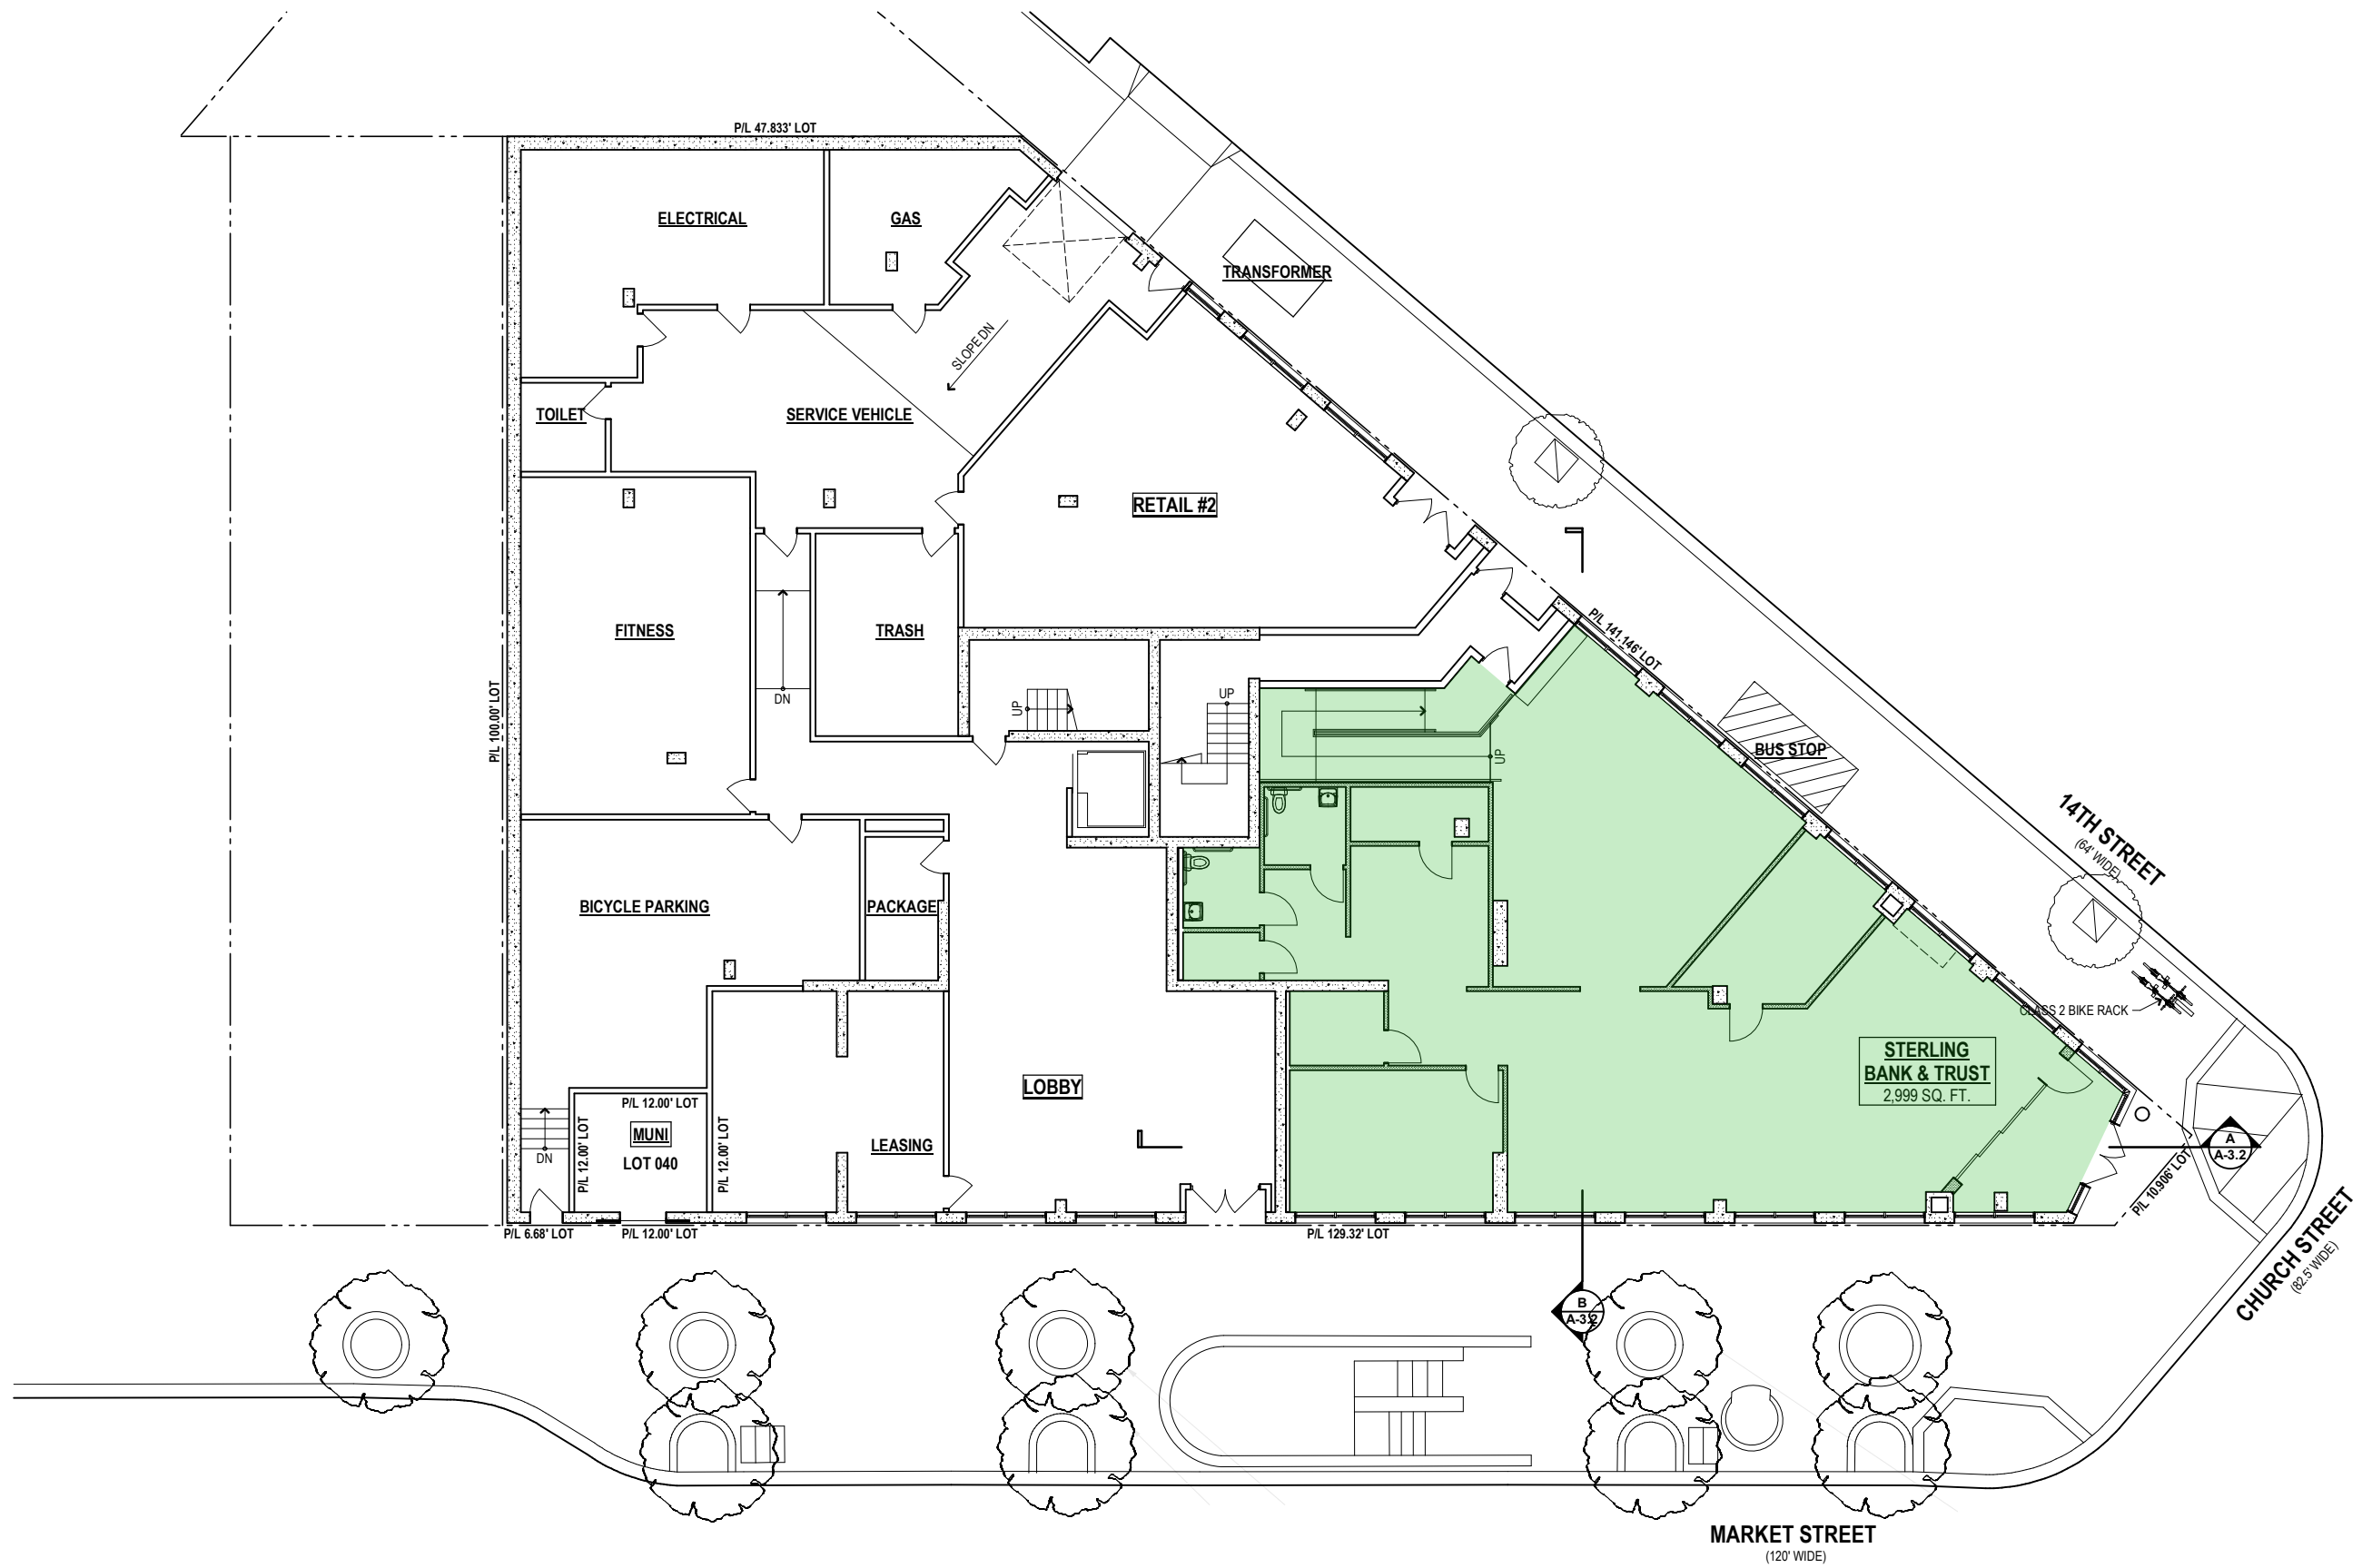 P/L 47.833' LOT
ELECTRICAL
GAS
TRANSFORMER
SLOPE DN
TOILET
SERVICE VEHICLE
RETAIL #2
FITNESS
TRASH
P/L 141.146' LOT
P/L 100.00' LOT
DN
UP
UP
UP
BUS STOP
14TH STREET
(64' WIDE)
BICYCLE PARKING
PACKAGE
CLASS 2 BIKE RACK
STERLING
BANK & TRUST
2,999 SQ. FT.
LOBBY
P/L 12.00' LOT
MUNI
LOT 040
P/L 12.00' LOT
P/L 12.00' LOT
LEASING
DN
A
A-3.2
P/L 10.906' LOT
P/L 6.68' LOT
P/L 12.00' LOT
P/L 129.32' LOT
CHURCH STREET
(82.5' WIDE)
B
A-3.2
MARKET STREET
(120' WIDE)